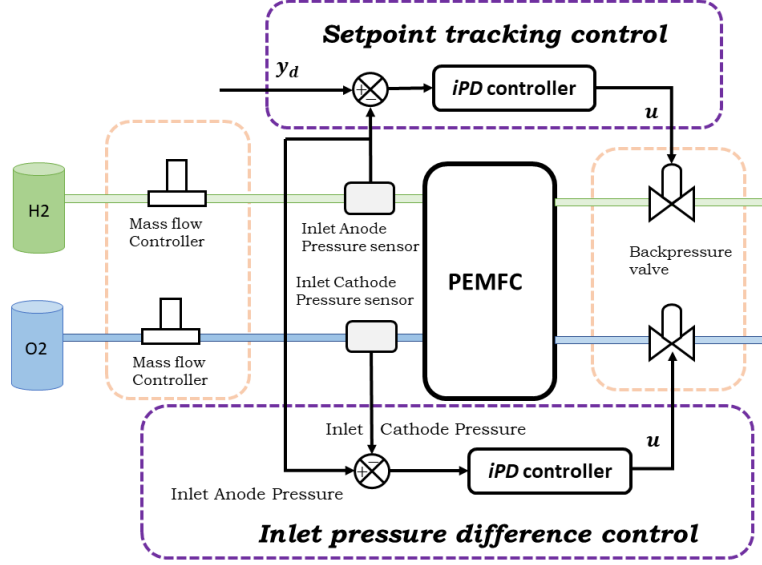 Setpoint tracking control
y_d
+
−
iPD controller
u
H2
Mass flow
Controller
Inlet Anode
Pressure sensor
Backpressure
valve
Inlet Cathode
Pressure sensor
PEMFC
O2
Mass flow
Controller
Inlet Cathode Pressure
u
−
+
iPD controller
Inlet Anode Pressure
Inlet pressure difference control